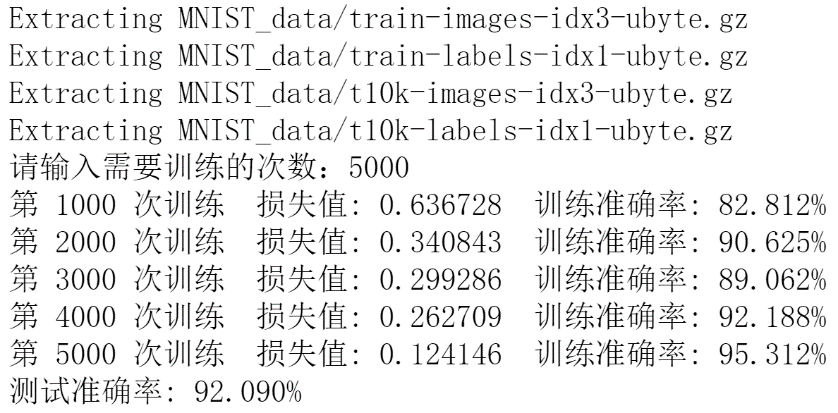 Extracting MNIST_data/train-images-idx3-ubyte.gz
Extracting MNIST_data/train-labels-idx1-ubyte.gz
Extracting MNIST_data/t10k-images-idx3-ubyte.gz
Extracting MNIST_data/t10k-labels-idx1-ubyte.gz
请输入需要训练的次数：5000
第 1000 次训练  损失值: 0.636728  训练准确率: 82.812%
第 2000 次训练  损失值: 0.340843  训练准确率: 90.625%
第 3000 次训练  损失值: 0.299286  训练准确率: 89.062%
第 4000 次训练  损失值: 0.262709  训练准确率: 92.188%
第 5000 次训练  损失值: 0.124146  训练准确率: 95.312%
测试准确率: 92.090%